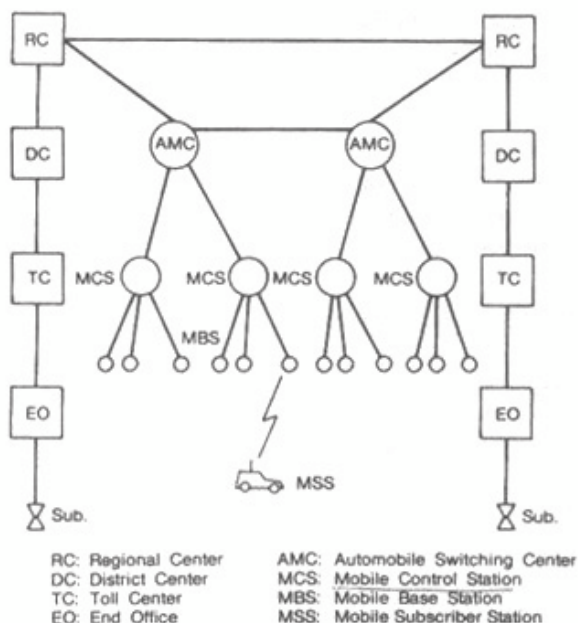 RC RC
AMC AMC
DC DC
MCS MCS MCS MCS
TC TC
MBS
EO EO
MSS
Sub. Sub.
RC: Regional Center AMC: Automobile Switching Center
DC: District Center MCS: Mobile Control Station
TC: Toll Center MBS: Mobile Base Station
EO: End Office MSS: Mobile Subscriber Station